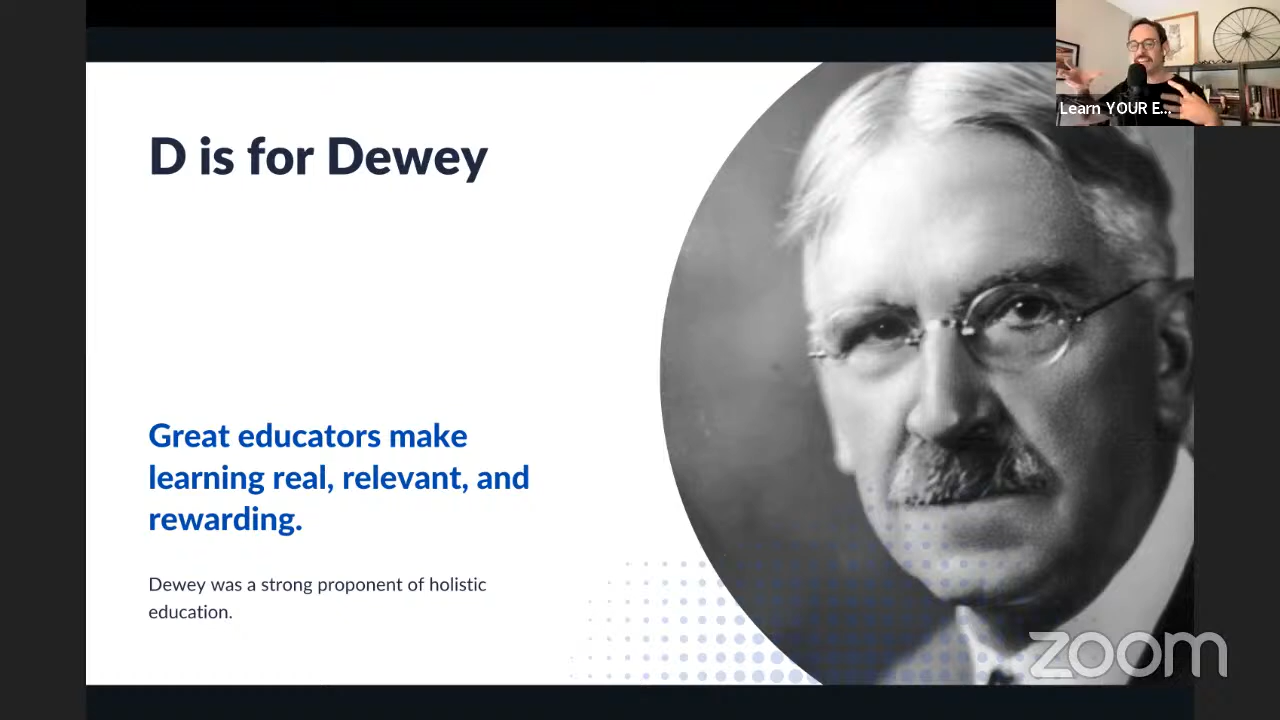 D is for Dewey
Learn YOUR E...
Great educators make
learning real, relevant, and
rewarding.
Dewey was a strong proponent of holistic
education.
zoom